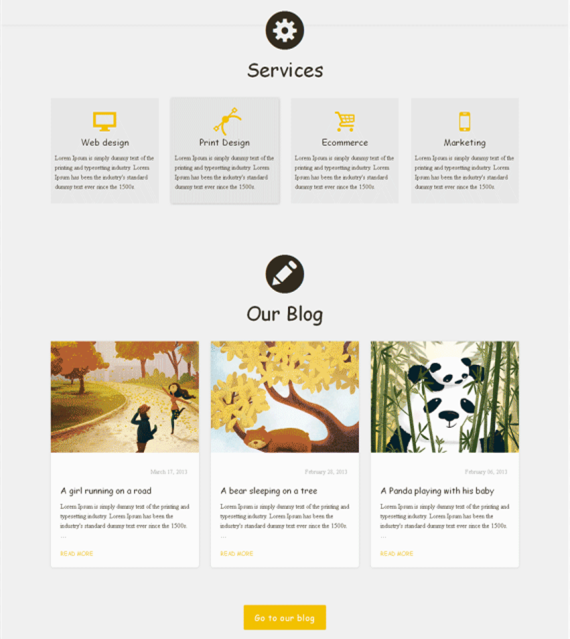 Services
Web design
Lorem Ipsum is simply dummy text of the
printing and typesetting industry. Lorem
Ipsum has been the industry's standard
dummy text ever since the 1500s.
Print Design
Lorem Ipsum is simply dummy text of the
printing and typesetting industry. Lorem
Ipsum has been the industry's standard
dummy text ever since the 1500s.
Ecommerce
Lorem Ipsum is simply dummy text of the
printing and typesetting industry. Lorem
Ipsum has been the industry's standard
dummy text ever since the 1500s.
Marketing
Lorem Ipsum is simply dummy text of the
printing and typesetting industry. Lorem
Ipsum has been the industry's standard
dummy text ever since the 1500s.
Our Blog
March 17, 2013
A girl running on a road
Lorem Ipsum is simply dummy text of the printing and
typesetting industry. Lorem Ipsum has been the
industry's standard dummy text ever since the 1500s.
...
READ MORE
February 25, 2013
A bear sleeping on a tree
Lorem Ipsum is simply dummy text of the printing and
typesetting industry. Lorem Ipsum has been the
industry's standard dummy text ever since the 1500s.
...
READ MORE
February 06, 2013
A Panda playing with his baby
Lorem Ipsum is simply dummy text of the printing and
typesetting industry. Lorem Ipsum has been the
industry's standard dummy text ever since the 1500s.
...
READ MORE
Go to our blog